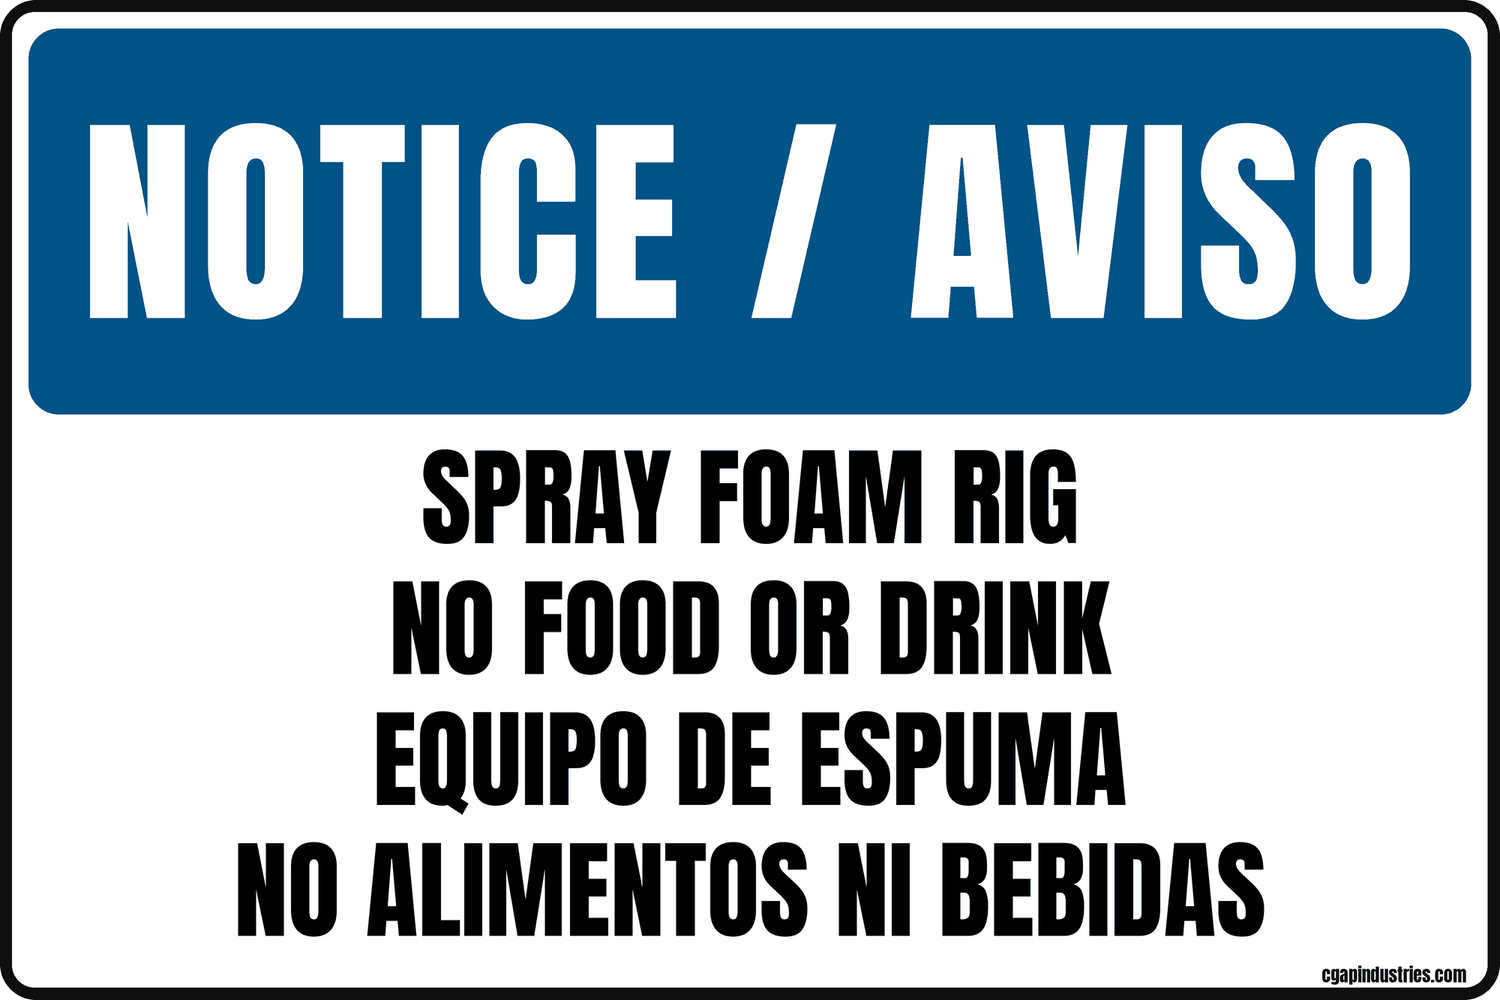 NOTICE / AVISO
SPRAY FOAM RIG
NO FOOD OR DRINK
EQUIPO DE ESPUMA
NO ALIMENTOS NI BEBIDAS
cgapindustries.com